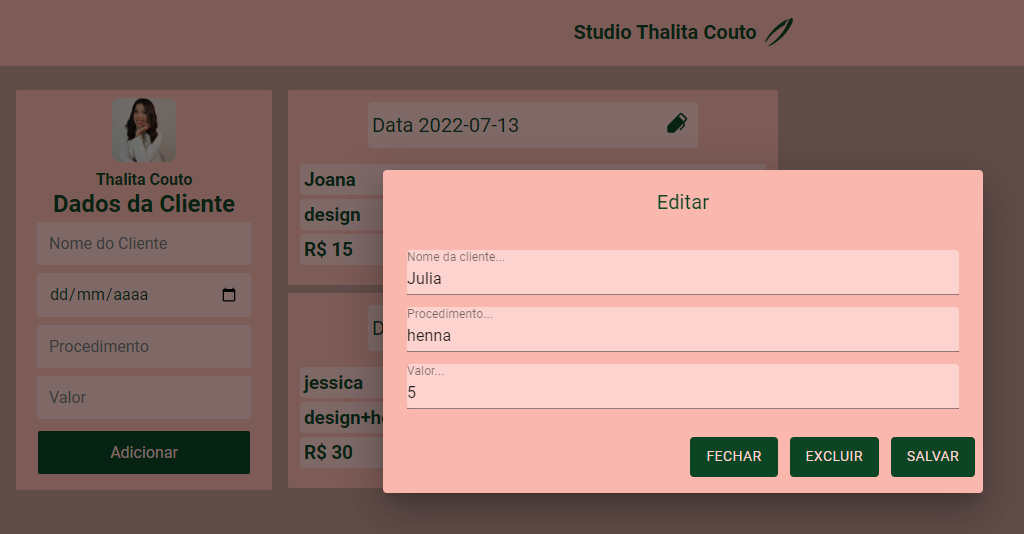 Studio Thalita Couto
Thalita Couto
Dados da Cliente
Nome do Cliente
dd/mm/aaaa
Procedimento
Valor
Adicionar
Data 2022-07-13
Joana
design
R$ 15
D
jessica
design+he
R$ 30
Editar
Nome da cliente...
Julia
Procedimento...
henna
Valor...
5
FECHAR EXCLUIR SALVAR